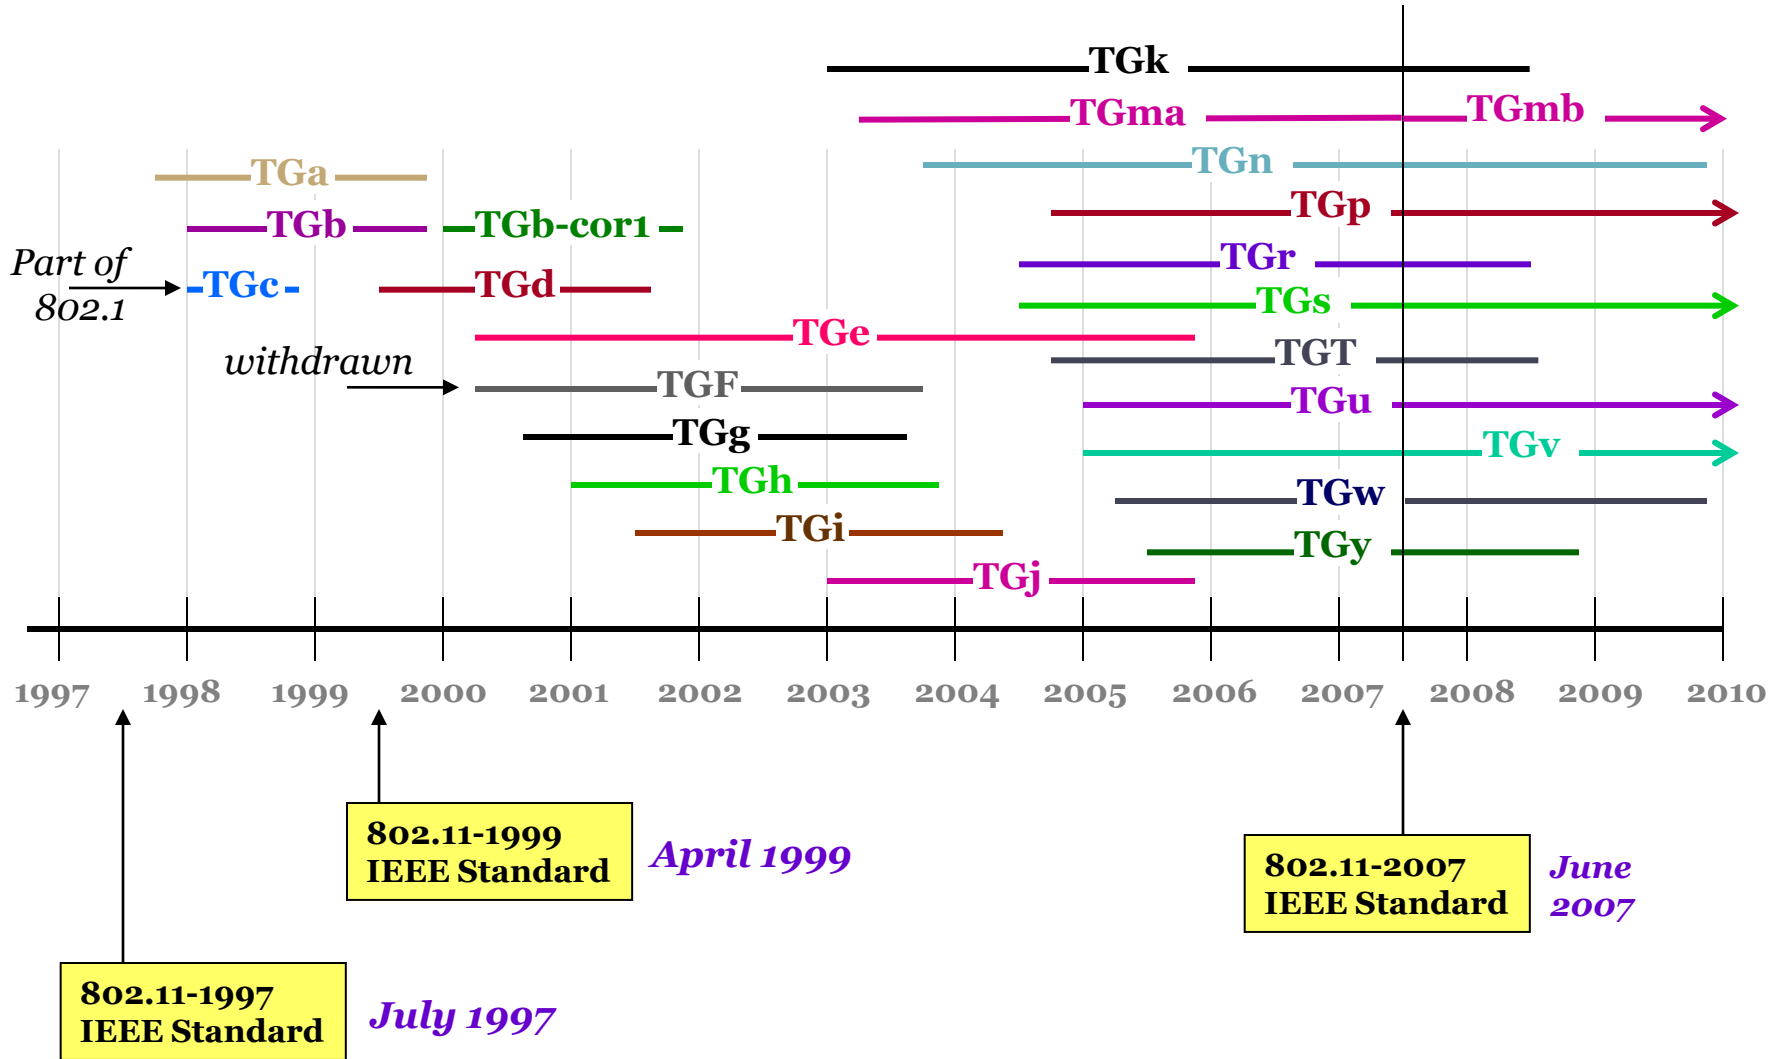 TGk
TGma
TGmb
TGn
TGa
TGp
TGb
TGb-cor1
TGr
Part of
802.1
TGc
TGd
TGs
TGe
withdrawn
TGT
TGF
TGu
TGg
TGv
TGh
TGw
TGi
TGy
TGj
1997 1998 1999 2000 2001 2002 2003 2004 2005 2006 2007 2008 2009 2010
802.11-1999
IEEE Standard
April 1999
802.11-2007
IEEE Standard
June
2007
802.11-1997
IEEE Standard
July 1997